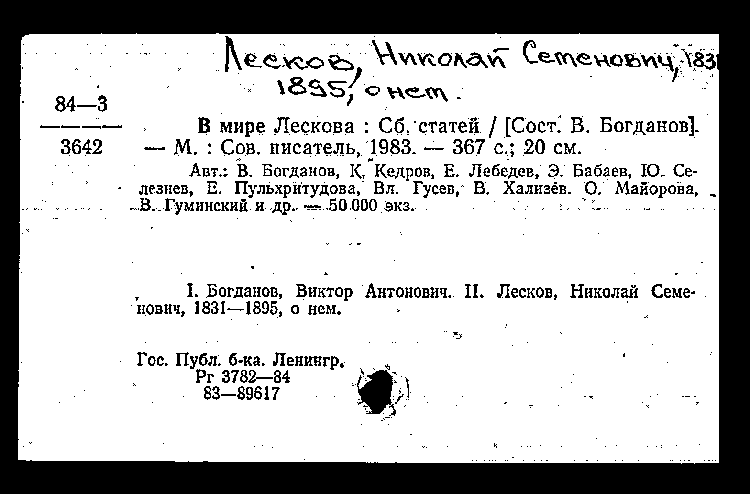 Лесков, Николай Семенович, 1831
1895, о нем.
84—3
3642
В мире Лескова : Сб. статей / [Сост. В. Богданов].
— М. : Сов. писатель, 1983. — 367 с.; 20 см.
Авт.: В. Богданов, К. Кедров, Е. Лебедев, Э. Бабаев, Ю. Се-
лезнев, Е. Пульхритудова, Вл. Гусев, В. Хализев. О. Майорова,
В. Гуминский и др. — 50 000 экз.
I. Богданов, Виктор Антонович. II. Лесков, Николай Семе-
нович, 1831—1895, о нем.
Гос. Публ. б-ка. Ленингр.
Рг 3782—84
83—89617